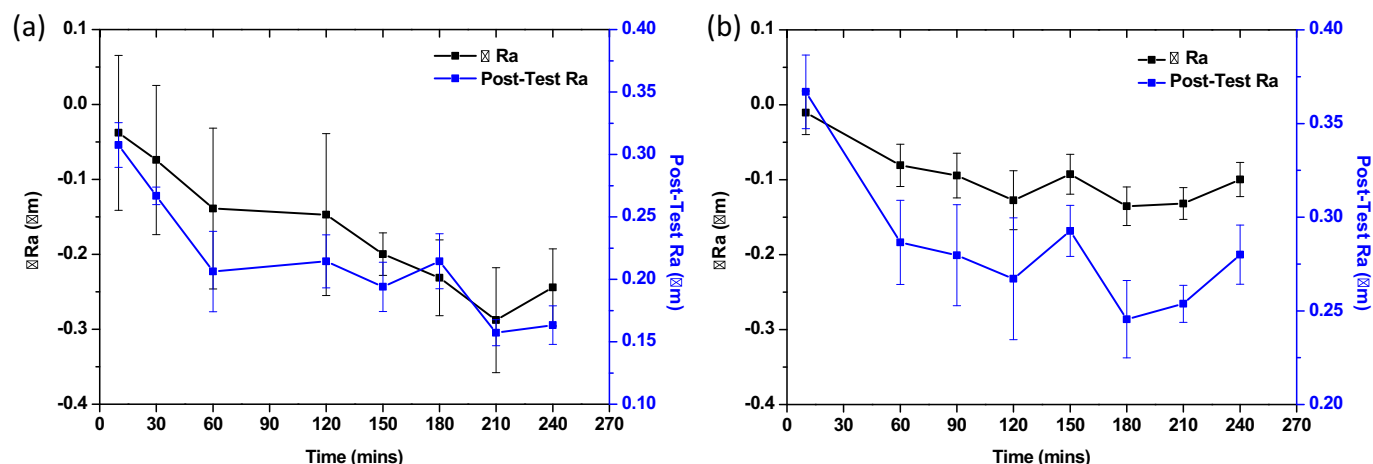 (a)
0.1
0.0
-0.1
-0.2
-0.3
-0.4
⍰Ra (⍰m)
⍰ Ra
Post-Test Ra
0.40
0.35
0.30
0.25
0.20
0.15
0.10
Post-Test Ra (⍰m)
0 30 60 90 120 150 180 210 240 270
Time (mins)
(b)
0.1
0.0
-0.1
-0.2
-0.3
-0.4
⍰Ra (⍰m)
⍰ Ra
Post-Test Ra
0.40
0.35
0.30
0.25
0.20
Post-Test Ra (⍰m)
0 30 60 90 120 150 180 210 240 270
Time (mins)